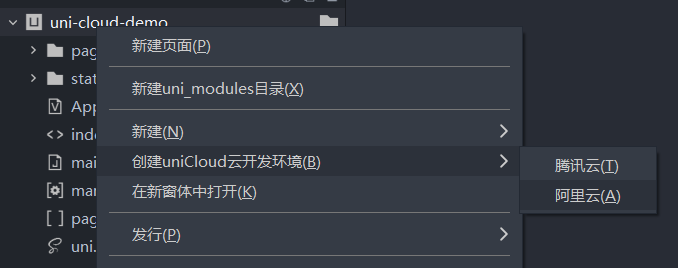 uni-cloud-demo
pag
stat
App
inde
mai
mar
pag
uni.
新建页面(P)
新建uni_modules目录(X)
新建(N)
创建uniCloud云开发环境(B)
在新窗体中打开(K)
发行(P)
腾讯云(T)
阿里云(A)